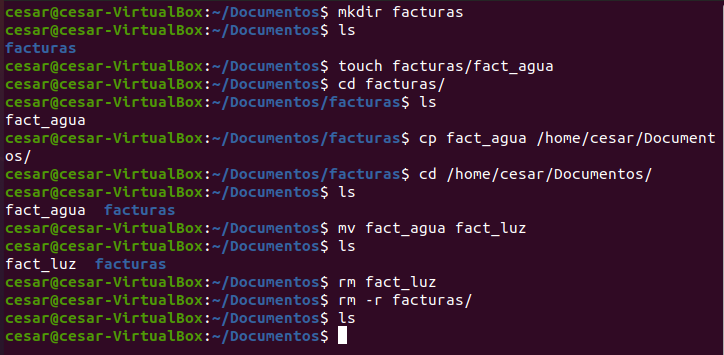 cesar@cesar-VirtualBox:~/Documentos$ mkdir facturas
cesar@cesar-VirtualBox:~/Documentos$ ls
facturas
cesar@cesar-VirtualBox:~/Documentos$ touch facturas/fact_agua
cesar@cesar-VirtualBox:~/Documentos$ cd facturas/
cesar@cesar-VirtualBox:~/Documentos/facturas$ ls
fact_agua
cesar@cesar-VirtualBox:~/Documentos/facturas$ cp fact_agua /home/cesar/Document
os/
cesar@cesar-VirtualBox:~/Documentos/facturas$ cd /home/cesar/Documentos/
cesar@cesar-VirtualBox:~/Documentos$ ls
fact_agua  facturas
cesar@cesar-VirtualBox:~/Documentos$ mv fact_agua fact_luz
cesar@cesar-VirtualBox:~/Documentos$ ls
fact_luz  facturas
cesar@cesar-VirtualBox:~/Documentos$ rm fact_luz
cesar@cesar-VirtualBox:~/Documentos$ rm -r facturas/
cesar@cesar-VirtualBox:~/Documentos$ ls
cesar@cesar-VirtualBox:~/Documentos$